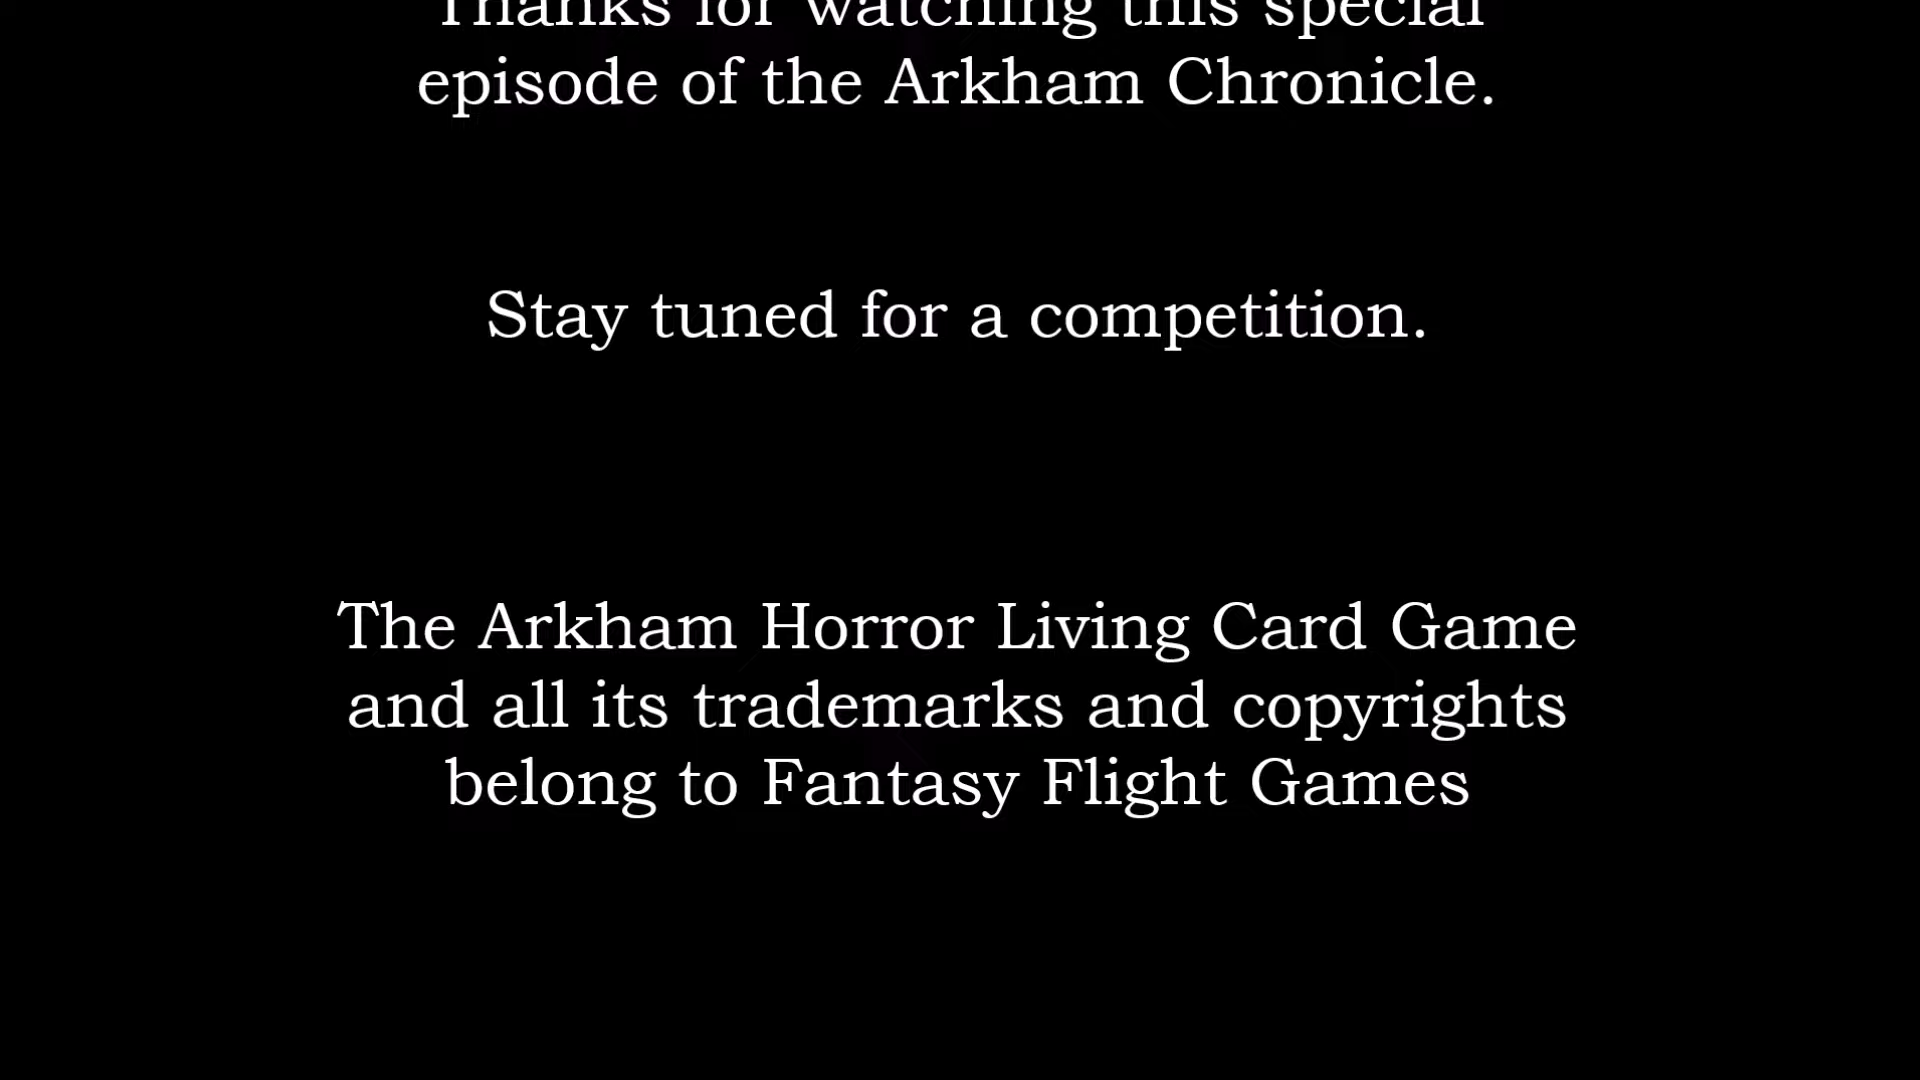 Thanks for watching this special
episode of the Arkham Chronicle.
Stay tuned for a competition.
The Arkham Horror Living Card Game
and all its trademarks and copyrights
belong to Fantasy Flight Games